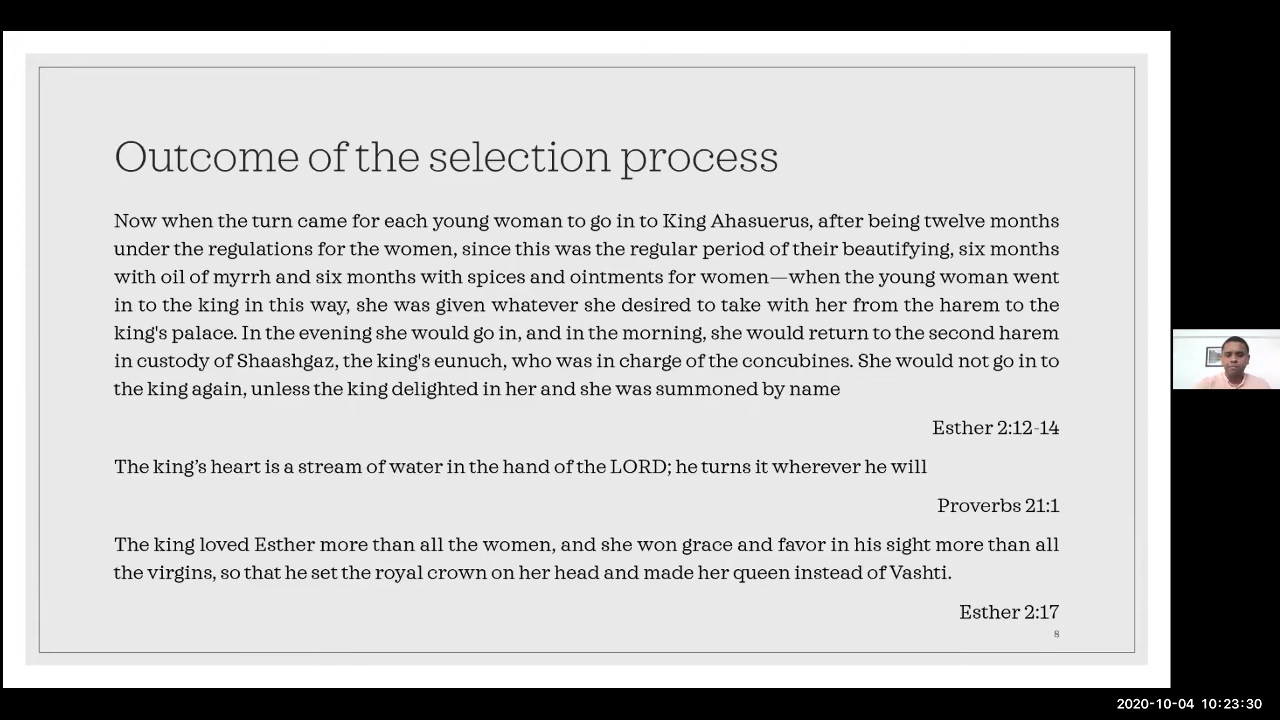 Outcome of the selection process
Now when the turn came for each young woman to go in to King Ahasuerus, after being twelve months
under the regulations for the women, since this was the regular period of their beautifying, six months
with oil of myrrh and six months with spices and ointments for women—when the young woman went
in to the king in this way, she was given whatever she desired to take with her from the harem to the
king's palace. In the evening she would go in, and in the morning, she would return to the second harem
in custody of Shaashgaz, the king's eunuch, who was in charge of the concubines. She would not go in to
the king again, unless the king delighted in her and she was summoned by name
Esther 2:12-14
The king’s heart is a stream of water in the hand of the LORD; he turns it wherever he will
Proverbs 21:1
The king loved Esther more than all the women, and she won grace and favor in his sight more than all
the virgins, so that he set the royal crown on her head and made her queen instead of Vashti.
Esther 2:17
8
2020-10-04 10:23:30